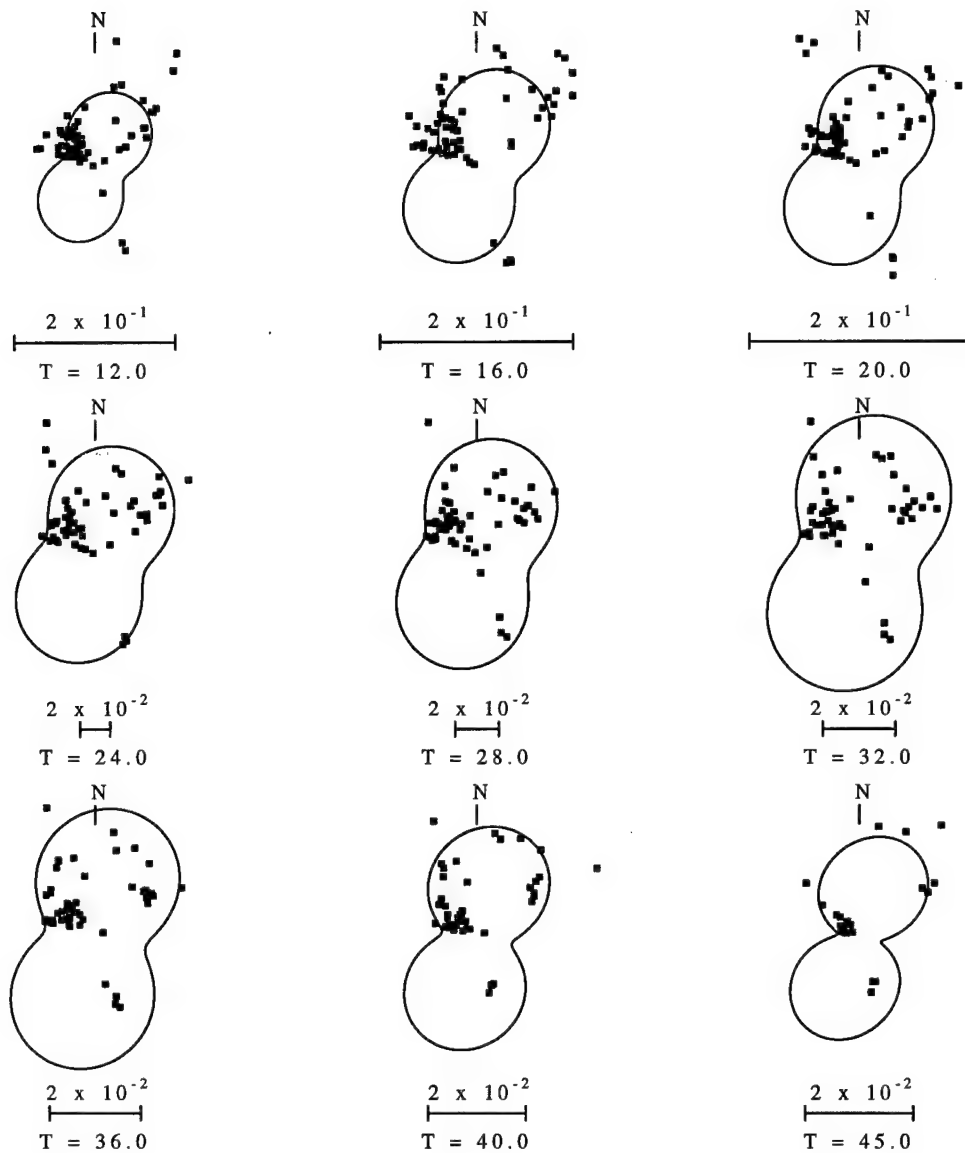 N N N
2 x 10⁻¹ 2 x 10⁻¹ 2 x 10⁻¹
T = 12.0 T = 16.0 T = 20.0
N N N
2 x 10⁻² 2 x 10⁻² 2 x 10⁻²
T = 24.0 T = 28.0 T = 32.0
N N N
2 x 10⁻² 2 x 10⁻² 2 x 10⁻²
T = 36.0 T = 40.0 T = 45.0